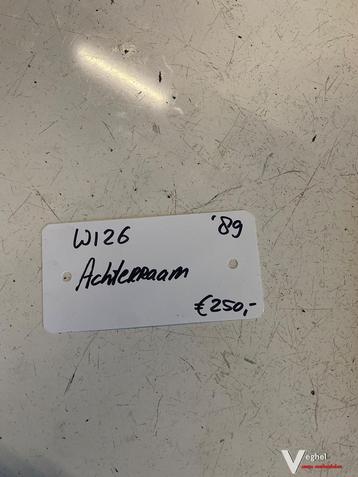 W126 '89
Achterraam
€250,-
Veghel